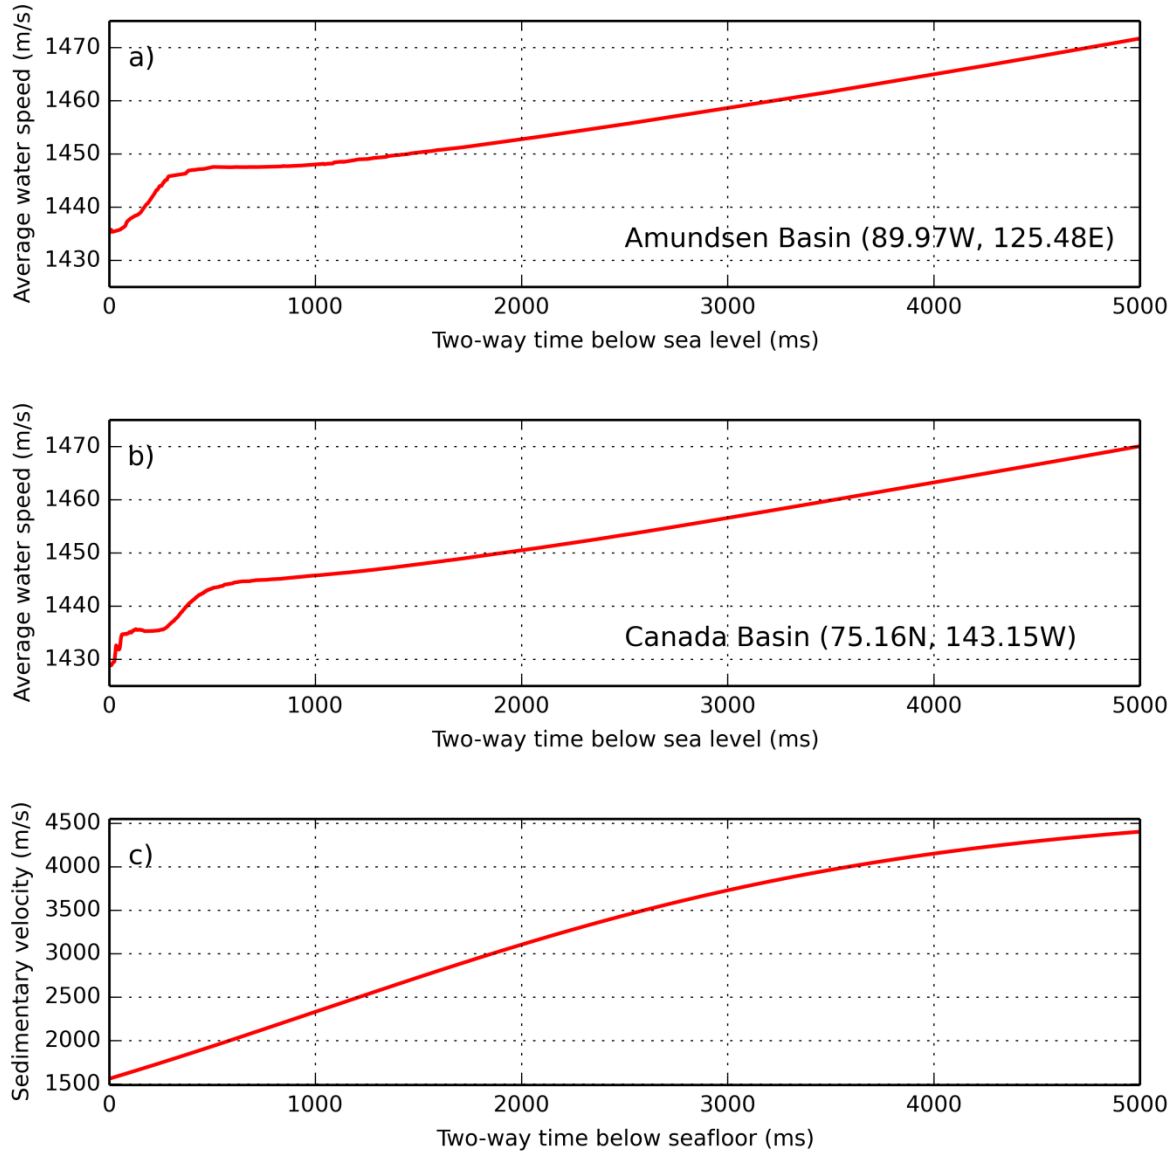 Average water speed (m/s)
1470
1460
1450
1440
1430
a)
Amundsen Basin (89.97W, 125.48E)
0 1000 2000 3000 4000 5000
Two-way time below sea level (ms)
Average water speed (m/s)
1470
1460
1450
1440
1430
b)
Canada Basin (75.16N, 143.15W)
0 1000 2000 3000 4000 5000
Two-way time below sea level (ms)
Sedimentary velocity (m/s)
4500
4000
3500
3000
2500
2000
1500
c)
0 1000 2000 3000 4000 5000
Two-way time below seafloor (ms)